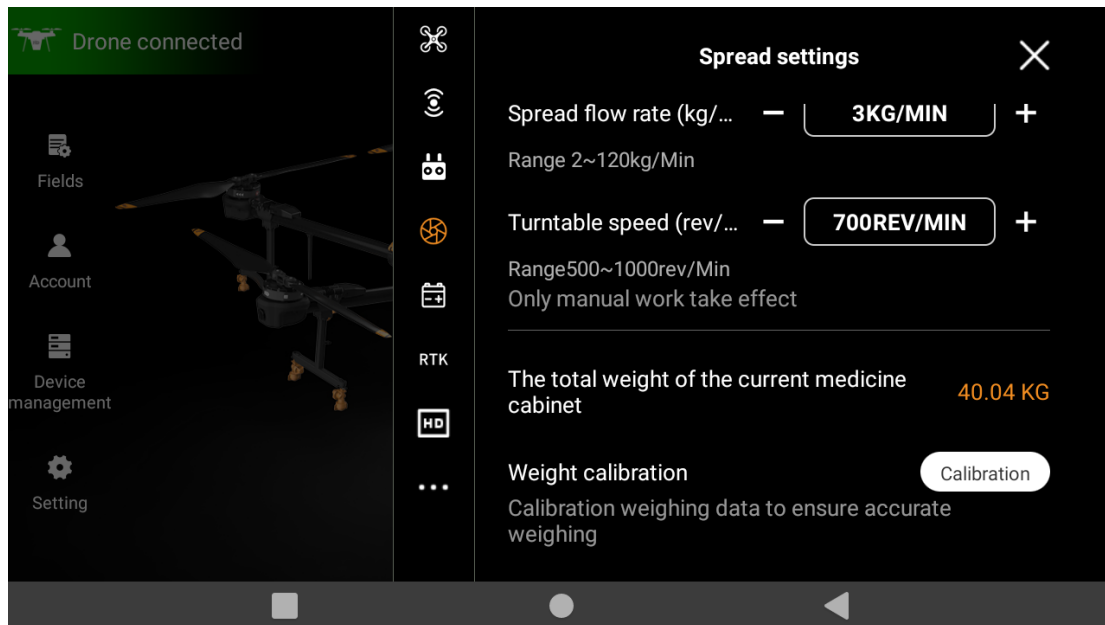 Drone connected
Fields
Account
Device
management
Setting
RTK
HD
Spread settings
Spread flow rate (kg/...
3KG/MIN
Range 2~120kg/Min
Turntable speed (rev/...
700REV/MIN
Range500~1000rev/Min
Only manual work take effect
The total weight of the current medicine
cabinet
40.04 KG
Weight calibration
Calibration
Calibration weighing data to ensure accurate
weighing